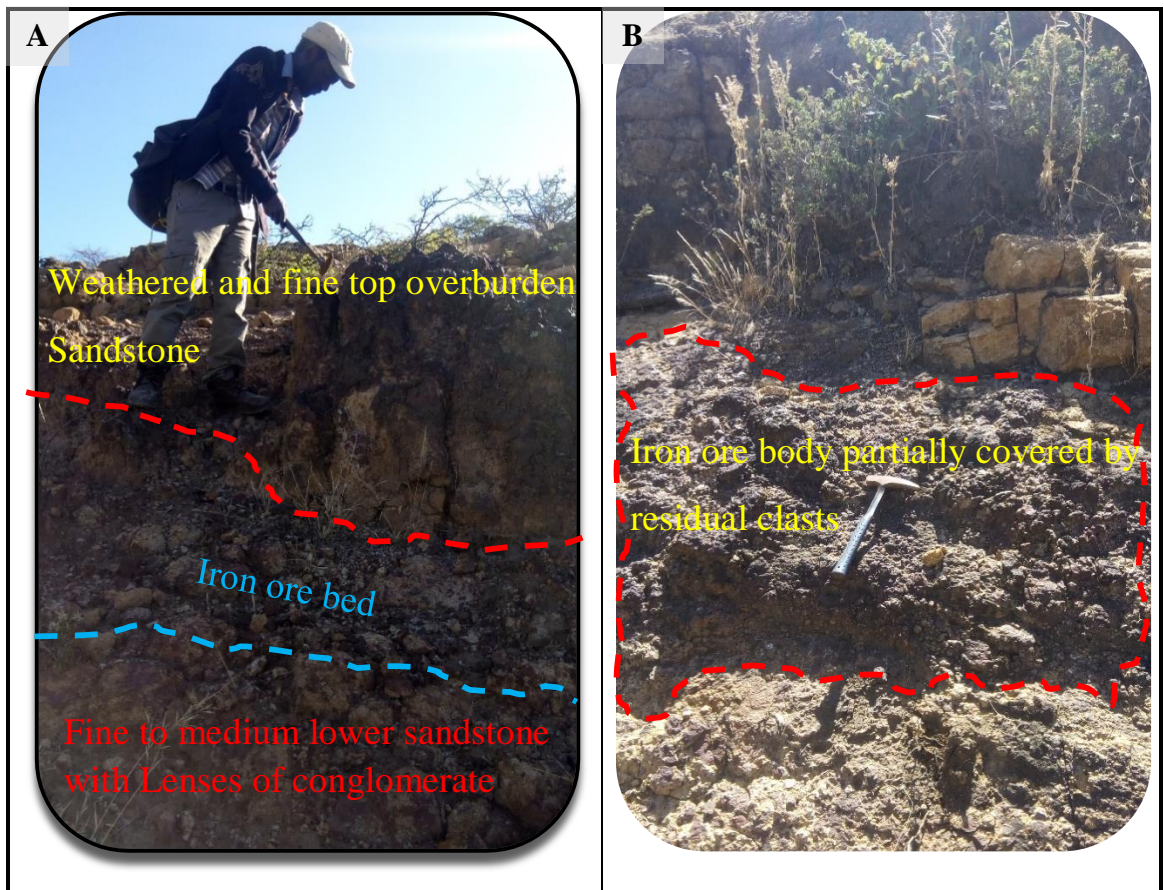 A
Weathered and fine top overburden
Sandstone
Iron ore bed
Fine to medium lower sandstone
with Lenses of conglomerate
B
Iron ore body partially covered by
residual clasts